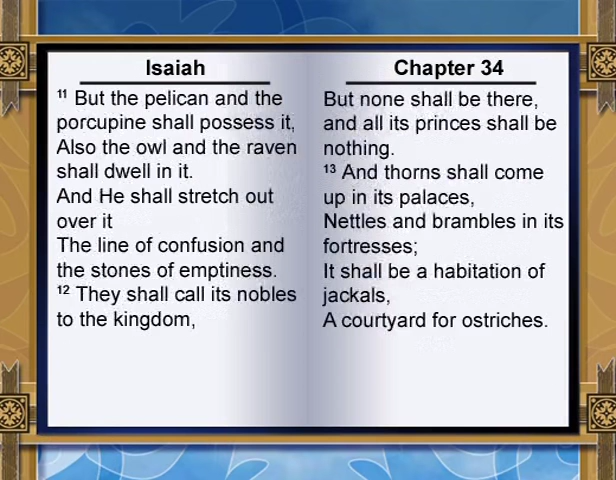 Isaiah
¹¹ But the pelican and the
porcupine shall possess it,
Also the owl and the raven
shall dwell in it.
And He shall stretch out
over it
The line of confusion and
the stones of emptiness.
¹² They shall call its nobles
to the kingdom,
Chapter 34
But none shall be there,
and all its princes shall be
nothing.
¹³ And thorns shall come
up in its palaces,
Nettles and brambles in its
fortresses;
It shall be a habitation of
jackals,
A courtyard for ostriches.